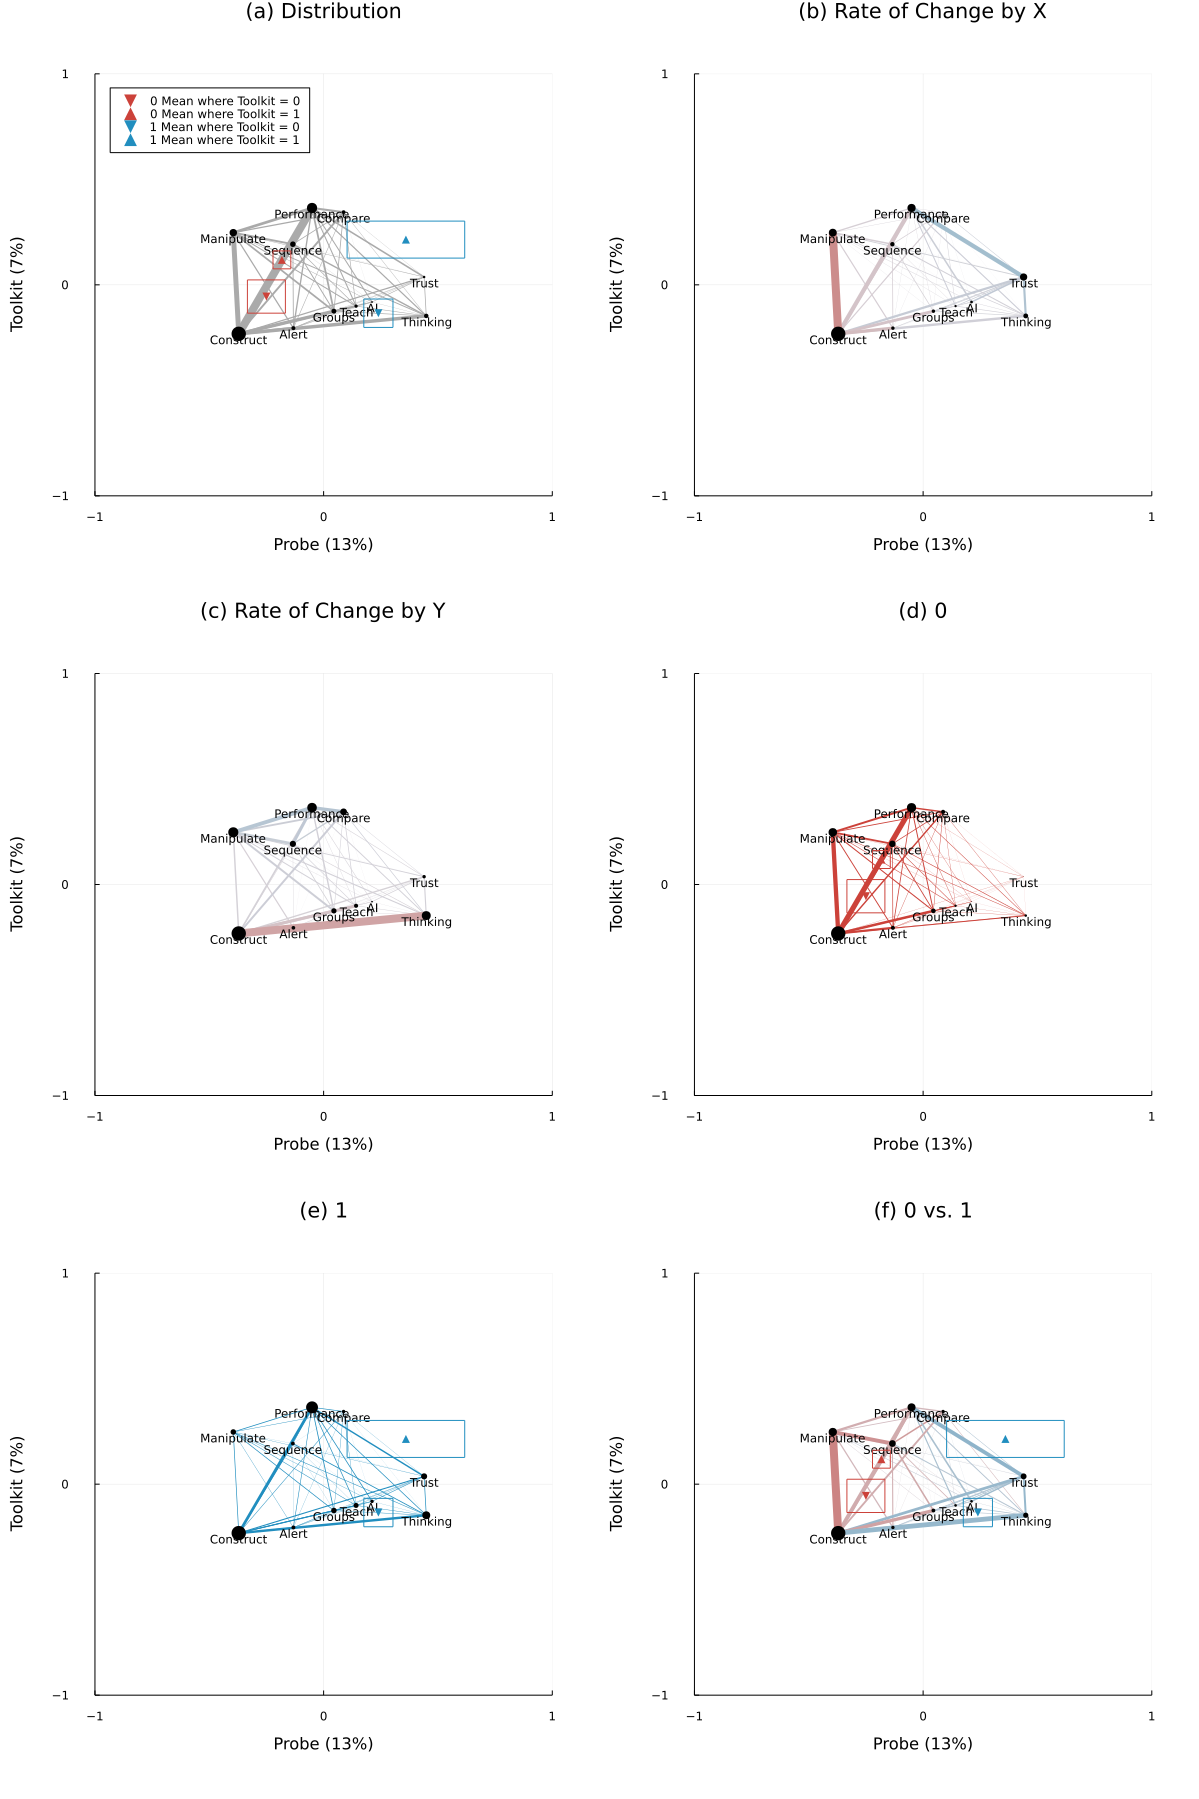 (a) Distribution
1
0 Mean where Toolkit = 0
0 Mean where Toolkit = 1
1 Mean where Toolkit = 0
1 Mean where Toolkit = 1
Performance
Compare
Manipulate
Sequence
Toolkit (7%)
0
Trust
AI
Teach
Groups
Thinking
Alert
Construct
−1
−1
0
1
Probe (13%)
(b) Rate of Change by X
1
Performance
Compare
Manipulate
Sequence
Toolkit (7%)
0
Trust
AI
Teach
Groups
Thinking
Alert
Construct
−1
−1
0
1
Probe (13%)
(c) Rate of Change by Y
1
Performance
Compare
Manipulate
Sequence
Toolkit (7%)
0
Trust
AI
Teach
Groups
Thinking
Alert
Construct
−1
−1
0
1
Probe (13%)
(d) 0
1
Performance
Compare
Manipulate
Sequence
Toolkit (7%)
0
Trust
AI
Teach
Groups
Thinking
Alert
Construct
−1
−1
0
1
Probe (13%)
(e) 1
1
Performance
Compare
Manipulate
Sequence
Toolkit (7%)
0
Trust
AI
Teach
Groups
Thinking
Alert
Construct
−1
−1
0
1
Probe (13%)
(f) 0 vs. 1
1
Performance
Compare
Manipulate
Sequence
Toolkit (7%)
0
Trust
AI
Teach
Groups
Thinking
Alert
Construct
−1
−1
0
1
Probe (13%)